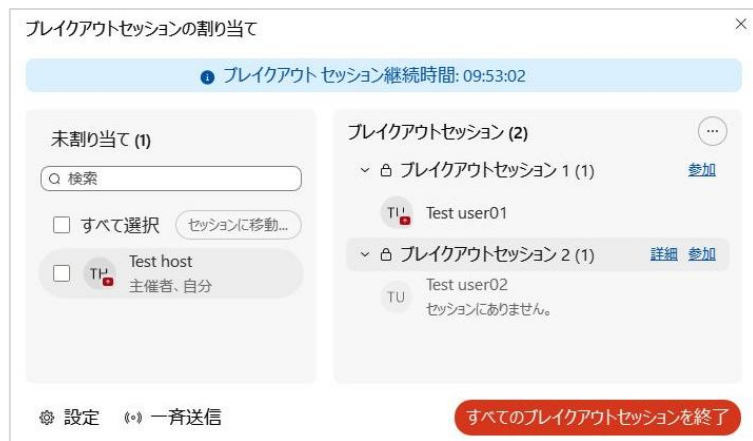 ブレイクアウトセッションの割り当て
ブレイクアウト セッション継続時間: 09:53:02
未割り当て (1)
検索
すべて選択 セッションに移動...
TH Test host
主催者、自分
ブレイクアウトセッション (2)
ブレイクアウトセッション 1 (1) 参加
TU Test user01
ブレイクアウトセッション 2 (1) 詳細 参加
TU Test user02
セッションにありません。
設定 一斉送信
すべてのブレイクアウトセッションを終了